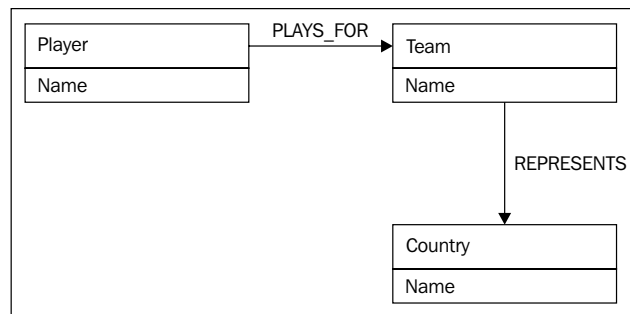 Player
PLAYS_FOR
Team
Name
Name
REPRESENTS
Country
Name